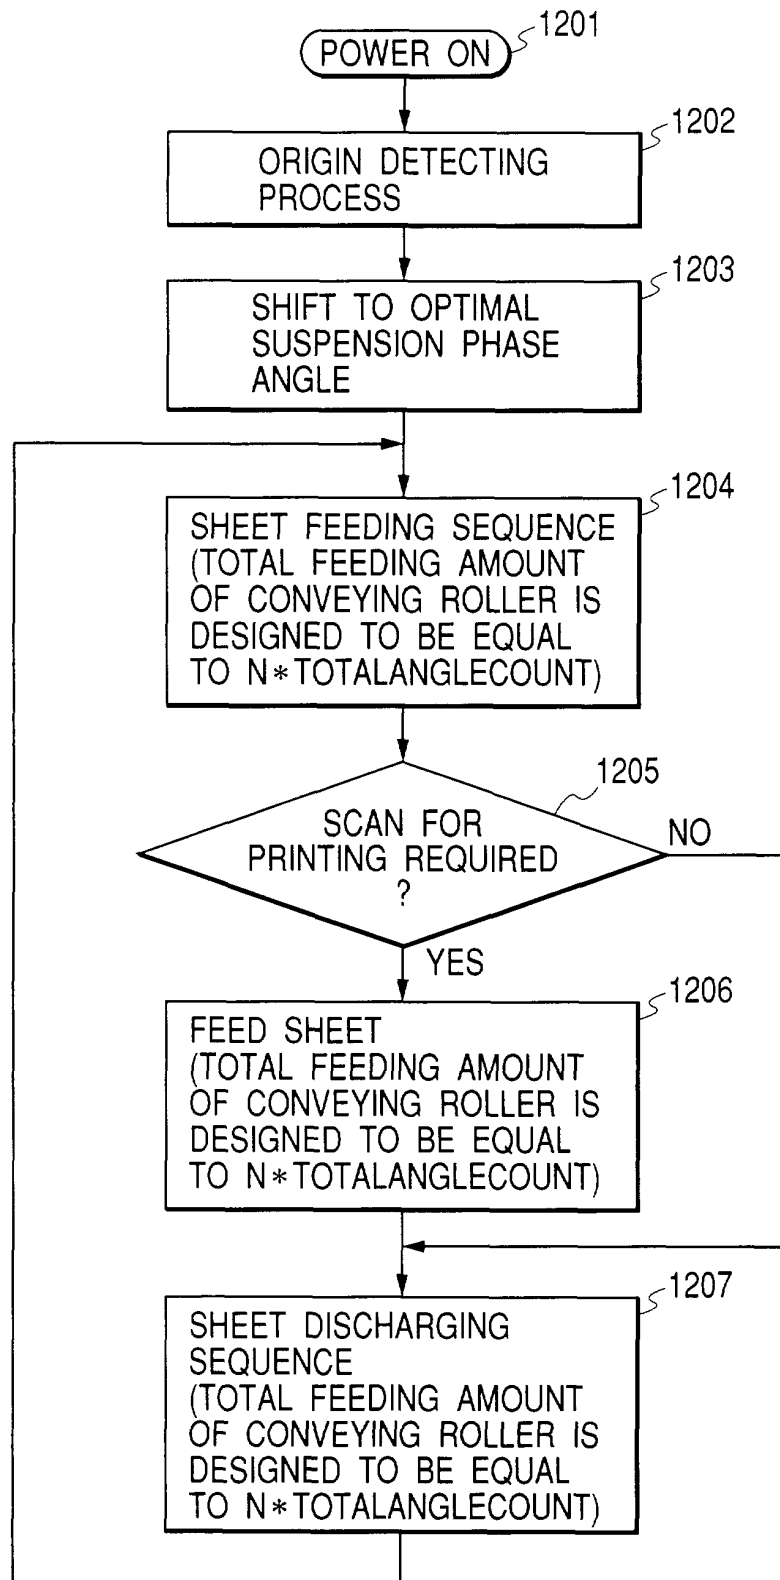 1201
POWER ON
1202
ORIGIN DETECTING
PROCESS
1203
SHIFT TO OPTIMAL
SUSPENSION PHASE
ANGLE
1204
SHEET FEEDING SEQUENCE
(TOTAL FEEDING AMOUNT
OF CONVEYING ROLLER IS
DESIGNED TO BE EQUAL
TO N*TOTALANGLECOUNT)
1205
SCAN FOR
PRINTING REQUIRED
?
NO
YES
1206
FEED SHEET
(TOTAL FEEDING AMOUNT
OF CONVEYING ROLLER IS
DESIGNED TO BE EQUAL
TO N*TOTALANGLECOUNT)
1207
SHEET DISCHARGING
SEQUENCE
(TOTAL FEEDING AMOUNT
OF CONVEYING ROLLER IS
DESIGNED TO BE EQUAL
TO N*TOTALANGLECOUNT)